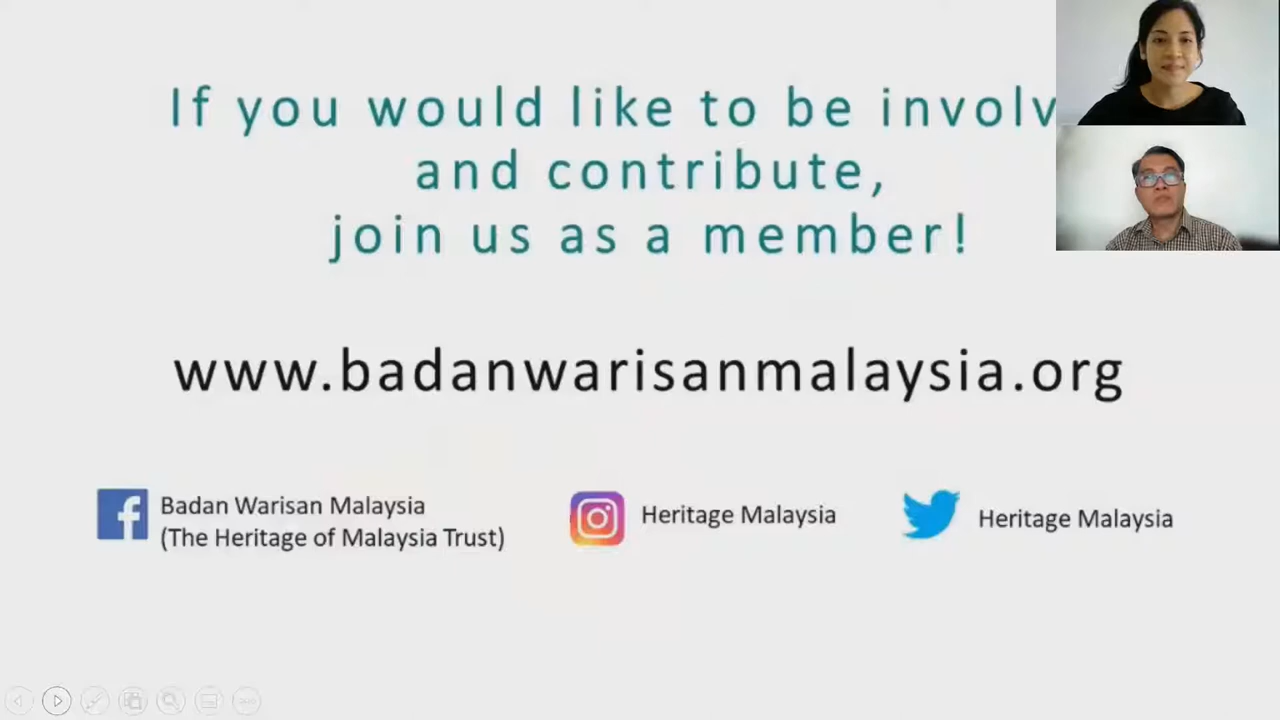 If you would like to be involv
and contribute,
join us as a member!
www.badanwarisanmalaysia.org
Badan Warisan Malaysia
(The Heritage of Malaysia Trust)
Heritage Malaysia
Heritage Malaysia